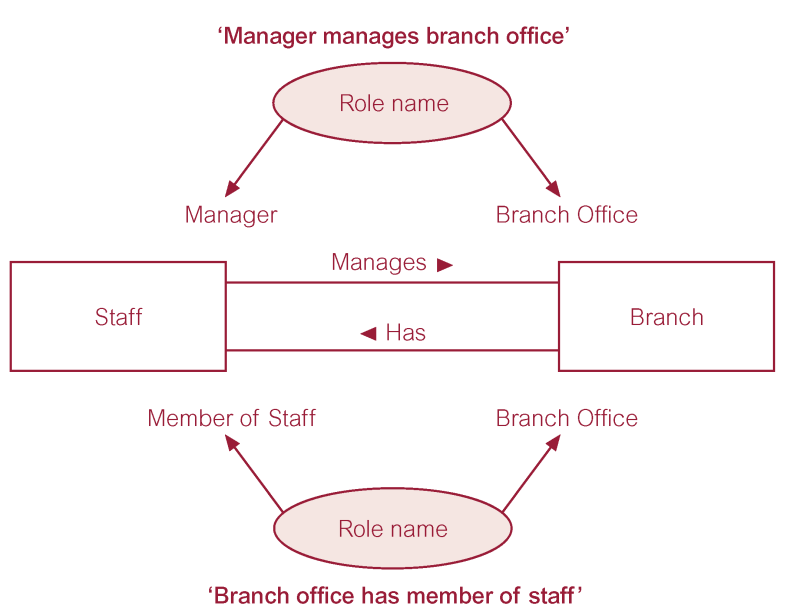 ‘Manager manages branch office’
Role name
Manager
Branch Office
Manages ►
Staff
Branch
◄ Has
Member of Staff
Branch Office
Role name
‘Branch office has member of staff’